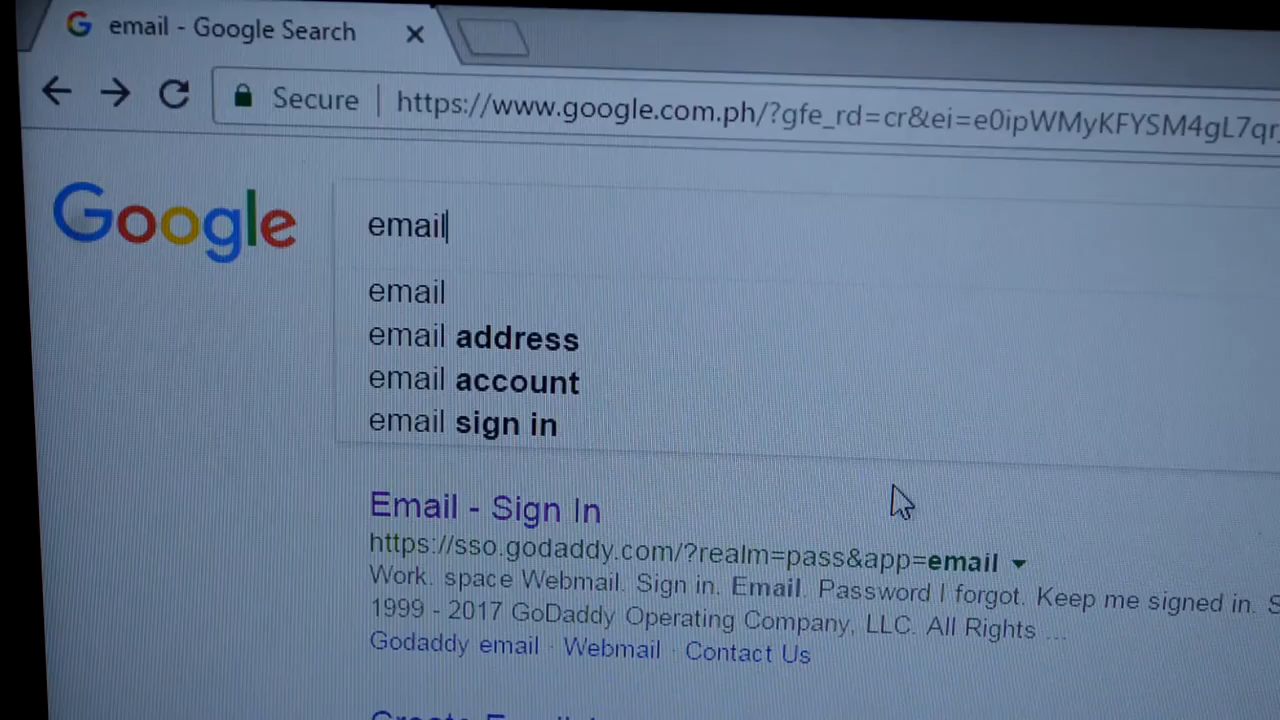 email - Google Search
Secure | https://www.google.com.ph/?gfe_rd=cr&ei=e0ipWMyKFYSM4gL7qr
Google
email
email
email address
email account
email sign in
Email - Sign In
https://sso.godaddy.com/?realm=pass&app=email
Work. space Webmail. Sign in. Email. Password I forgot. Keep me signed in. S
1999 - 2017 GoDaddy Operating Company, LLC. All Rights ...
Godaddy email · Webmail · Contact Us